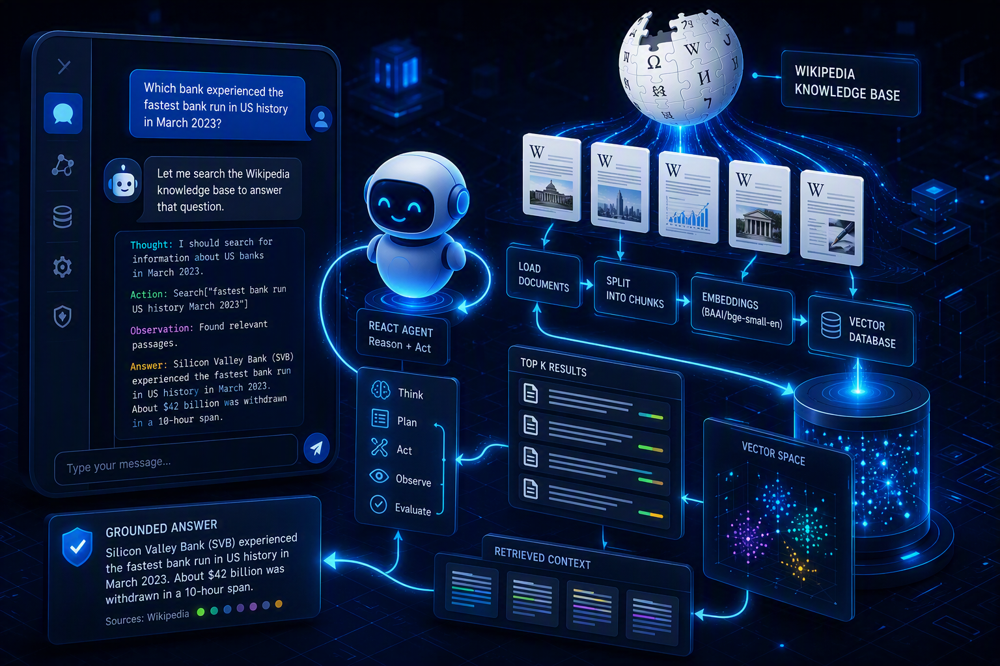 Which bank experienced the
fastest bank run in US history
in March 2023?
Let me search the Wikipedia
knowledge base to answer
that question.
Thought: I should search for
information about US banks
in March 2023.
Action: Search["fastest bank run
US history March 2023"]
Observation: Found relevant
passages.
Answer: Silicon Valley Bank (SVB)
experienced the fastest bank run
in US history in March 2023.
About $42 billion was withdrawn
in a 10-hour span.
Type your message...
GROUNDED ANSWER
Silicon Valley Bank (SVB) experienced
the fastest bank run in US history in
March 2023. About $42 billion was
withdrawn in a 10-hour span.
Sources: Wikipedia
REACT AGENT
Reason + Act
Think
Plan
Act
Observe
Evaluate
Ω
W
И
7
WIKIPEDIA
KNOWLEDGE BASE
W
W
W
W
W
LOAD
DOCUMENTS
SPLIT
INTO CHUNKS
EMBEDDINGS
(BAAI/bge-small-en)
VECTOR
DATABASE
TOP K RESULTS
VECTOR SPACE
RETRIEVED CONTEXT